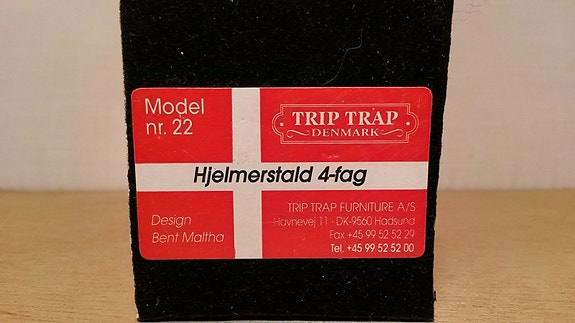 Model
nr. 22
TRIP TRAP
DENMARK
Hjelmerstald 4-fag
Design
Bent Maltha
TRIP TRAP FURNITURE A/S
Havnevej 11 · DK-9560 Hadsund
Fax +45 99 52 52 29
Tel. +45 99 52 52 00